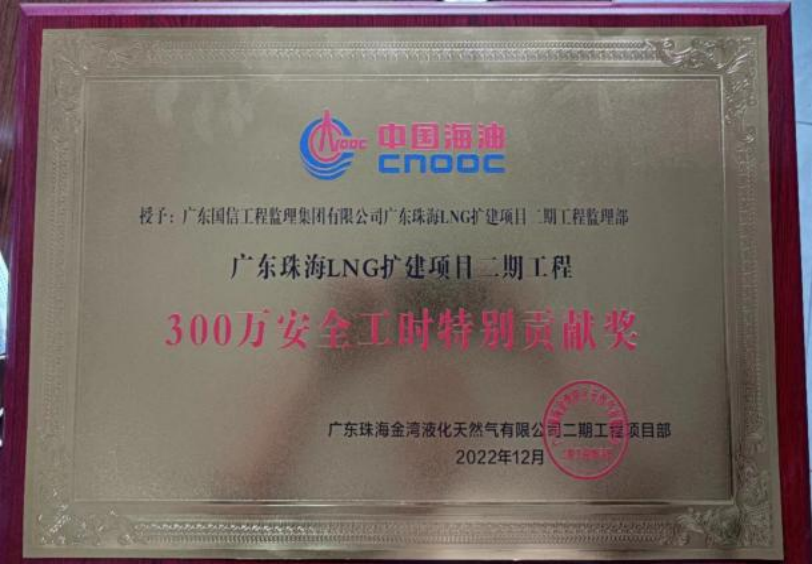 中国海油
CNOOC
授予：广东国信工程监理集团有限公司广东珠海LNG扩建项目二期工程监理部
广东珠海LNG扩建项目二期工程
300万安全工时特别贡献奖
广东珠海金湾液化天然气有限公司二期工程项目部
2022年12月